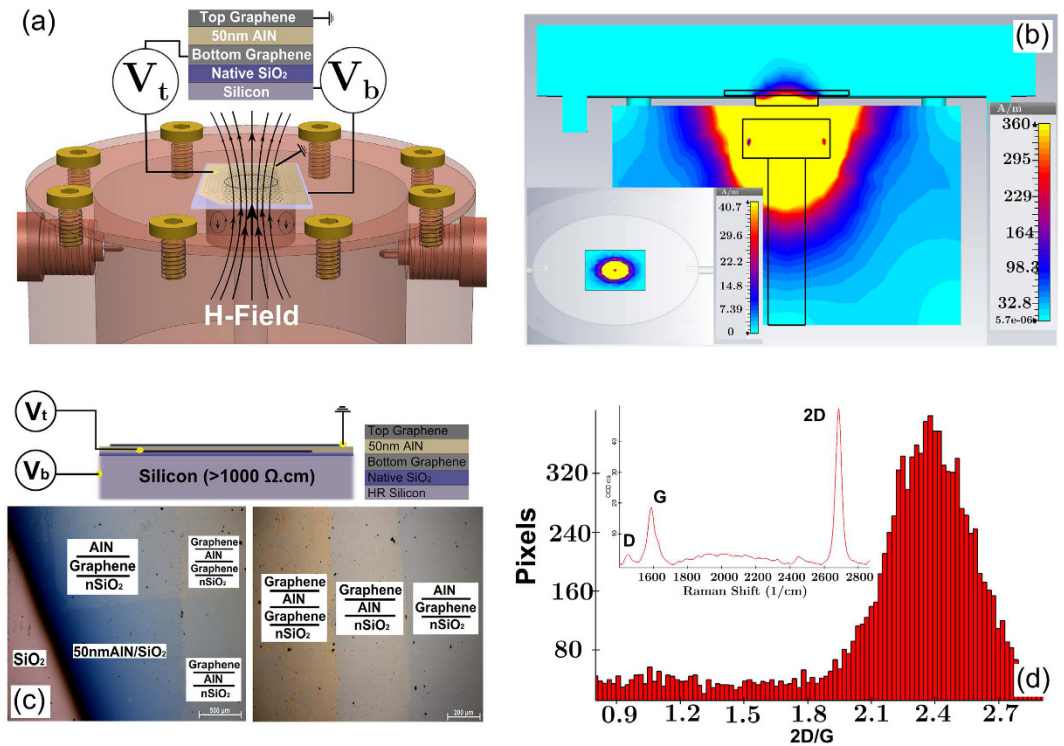 (a)
Top Graphene
50nm AlN
Bottom Graphene
Native SiO₂
Silicon
Vt
Vb
H-Field
(b)
A/m
360
295
229
164
98.3
32.8
5.7e-06
A/m
40.7
29.6
22.2
14.8
7.39
0
Vt
Vb
Silicon (>1000 Ω.cm)
Top Graphene
50nm AlN
Bottom Graphene
Native SiO₂
HR Silicon
AlN
Graphene
nSiO₂
Graphene
AlN
Graphene
nSiO₂
50nmAlN/SiO₂
SiO₂
Graphene
AlN
nSiO₂
(c)
500 µm
Graphene
AlN
Graphene
nSiO₂
Graphene
AlN
nSiO₂
AlN
Graphene
nSiO₂
200 µm
2D
G
D
40
30
20
10
1600 1800 2000 2200 2400 2600 2800
Raman Shift (1/cm)
Pixels
320
240
160
80
0.9 1.2 1.5 1.8 2.1 2.4 2.7
2D/G
(d)